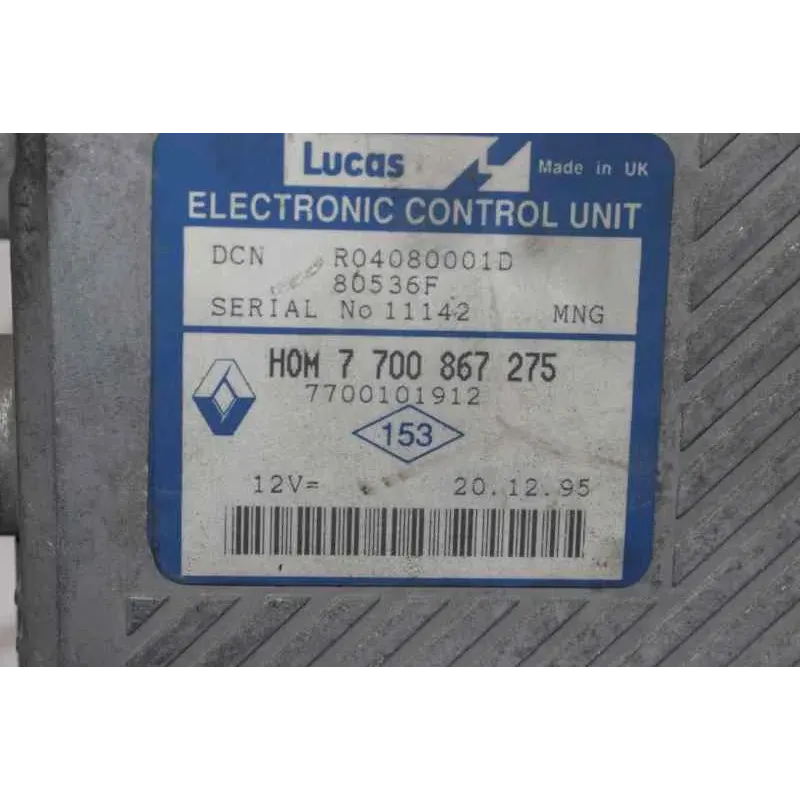 Lucas Made in UK
ELECTRONIC CONTROL UNIT
DCN R04080001D
80536F
SERIAL No 11142 MNG
HOM 7 700 867 275
7700101912
153
12V= 20.12.95